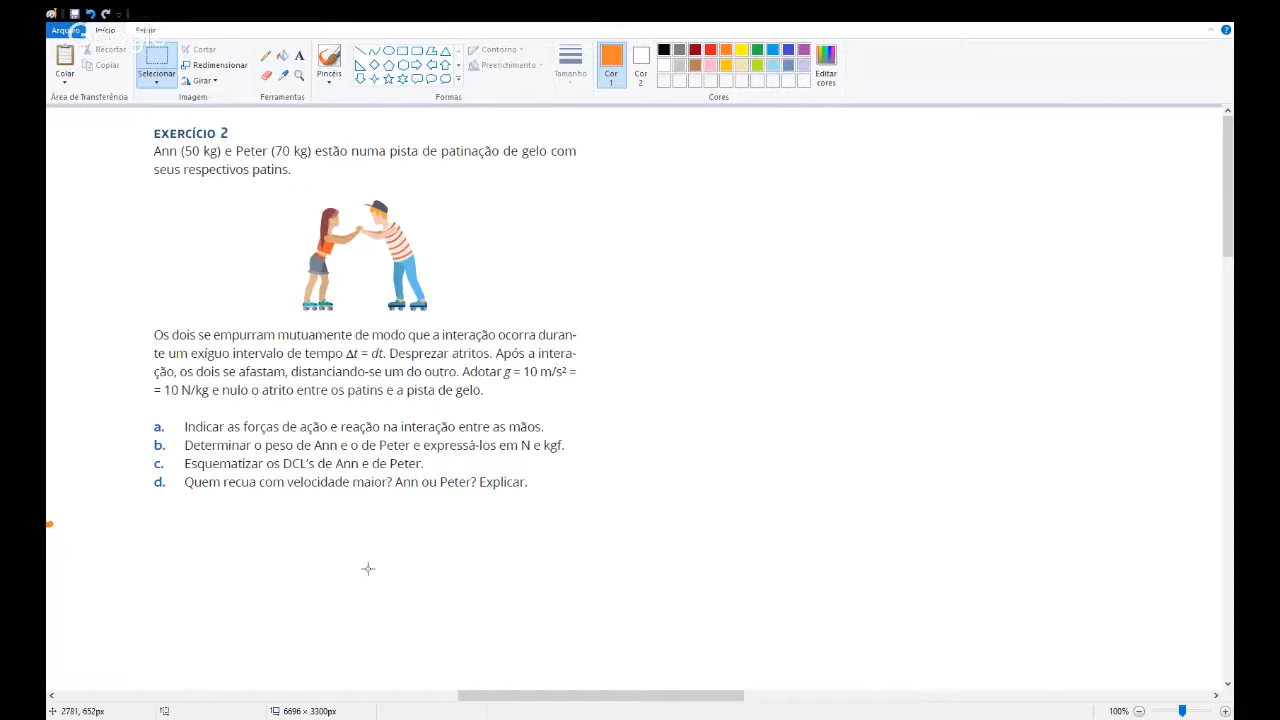 Arquivo Início Exibir
Colar
Recortar
Copiar
Área de Transferência
Selecionar
Cortar
Redimensionar
Girar
Imagem
A
Ferramentas
Pincéis
Contorno
Preenchimento
Formas
Tamanho
Cor 1
Cor 2
Editar cores
Cores
EXERCÍCIO 2
Ann (50 kg) e Peter (70 kg) estão numa pista de patinação de gelo com
seus respectivos patins.
Os dois se empurram mutuamente de modo que a interação ocorra duran-
te um exíguo intervalo de tempo Δt = dt. Desprezar atritos. Após a intera-
ção, os dois se afastam, distanciando-se um do outro. Adotar g = 10 m/s² =
= 10 N/kg e nulo o atrito entre os patins e a pista de gelo.
a. Indicar as forças de ação e reação na interação entre as mãos.
b. Determinar o peso de Ann e o de Peter e expressá-los em N e kgf.
c. Esquematizar os DCL's de Ann e de Peter.
d. Quem recua com velocidade maior? Ann ou Peter? Explicar.
2781, 652px 6696 × 3300px 100%